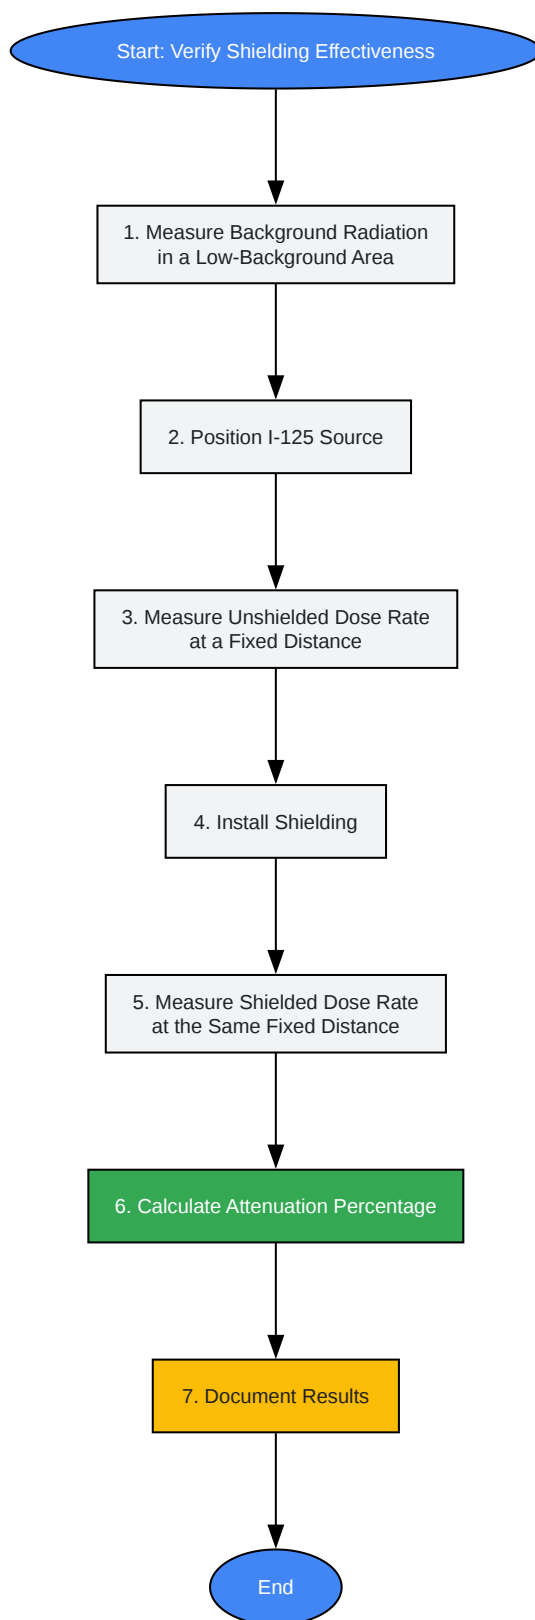 Start: Verify Shielding Effectiveness
1. Measure Background Radiation
in a Low-Background Area
2. Position I-125 Source
3. Measure Unshielded Dose Rate
at a Fixed Distance
4. Install Shielding
5. Measure Shielded Dose Rate
at the Same Fixed Distance
6. Calculate Attenuation Percentage
7. Document Results
End